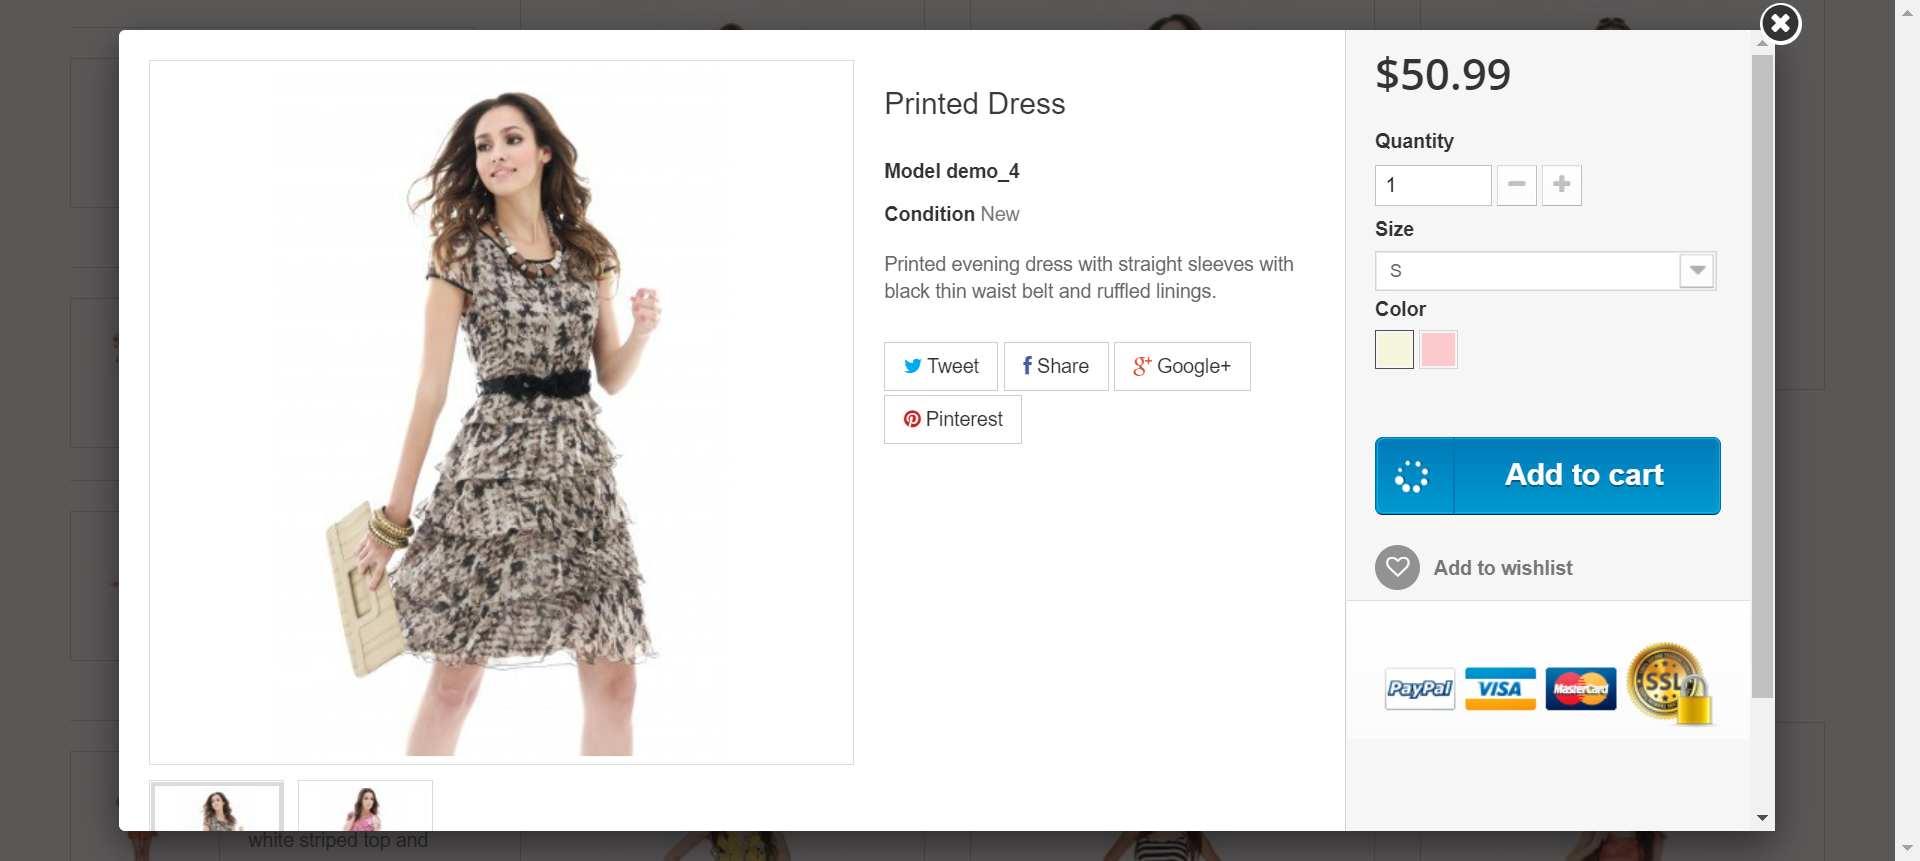 Printed Dress
Model demo_4
Condition New
Printed evening dress with straight sleeves with
black thin waist belt and ruffled linings.
Tweet
Share
Google+
Pinterest
$50.99
Quantity
1
Size
S
Color
Add to cart
Add to wishlist
PayPal
VISA
MasterCard
SSL
white striped top and